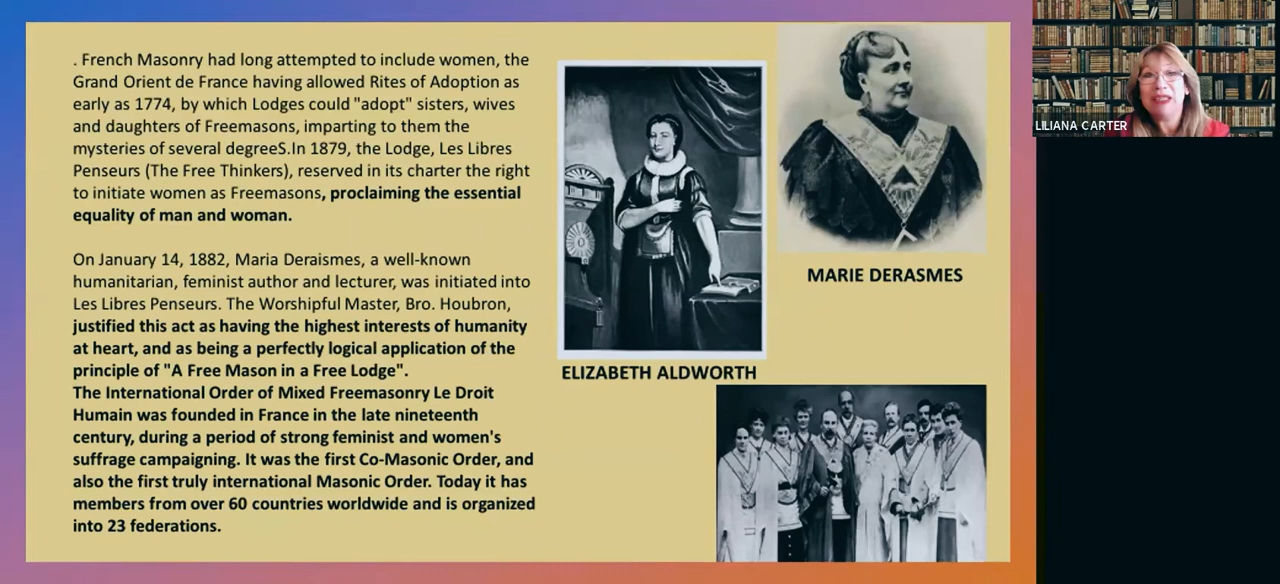 . French Masonry had long attempted to include women, the
Grand Orient de France having allowed Rites of Adoption as
early as 1774, by which Lodges could "adopt" sisters, wives
and daughters of Freemasons, imparting to them the
mysteries of several degreeS.In 1879, the Lodge, Les Libres
Penseurs (The Free Thinkers), reserved in its charter the right
to initiate women as Freemasons, proclaiming the essential
equality of man and woman.
On January 14, 1882, Maria Deraismes, a well-known
humanitarian, feminist author and lecturer, was initiated into
Les Libres Penseurs. The Worshipful Master, Bro. Houbron,
justified this act as having the highest interests of humanity
at heart, and as being a perfectly logical application of the
principle of "A Free Mason in a Free Lodge".
The International Order of Mixed Freemasonry Le Droit
Humain was founded in France in the late nineteenth
century, during a period of strong feminist and women's
suffrage campaigning. It was the first Co-Masonic Order, and
also the first truly international Masonic Order. Today it has
members from over 60 countries worldwide and is organized
into 23 federations.
ELIZABETH ALDWORTH
MARIE DERASMES
LILIANA CARTER